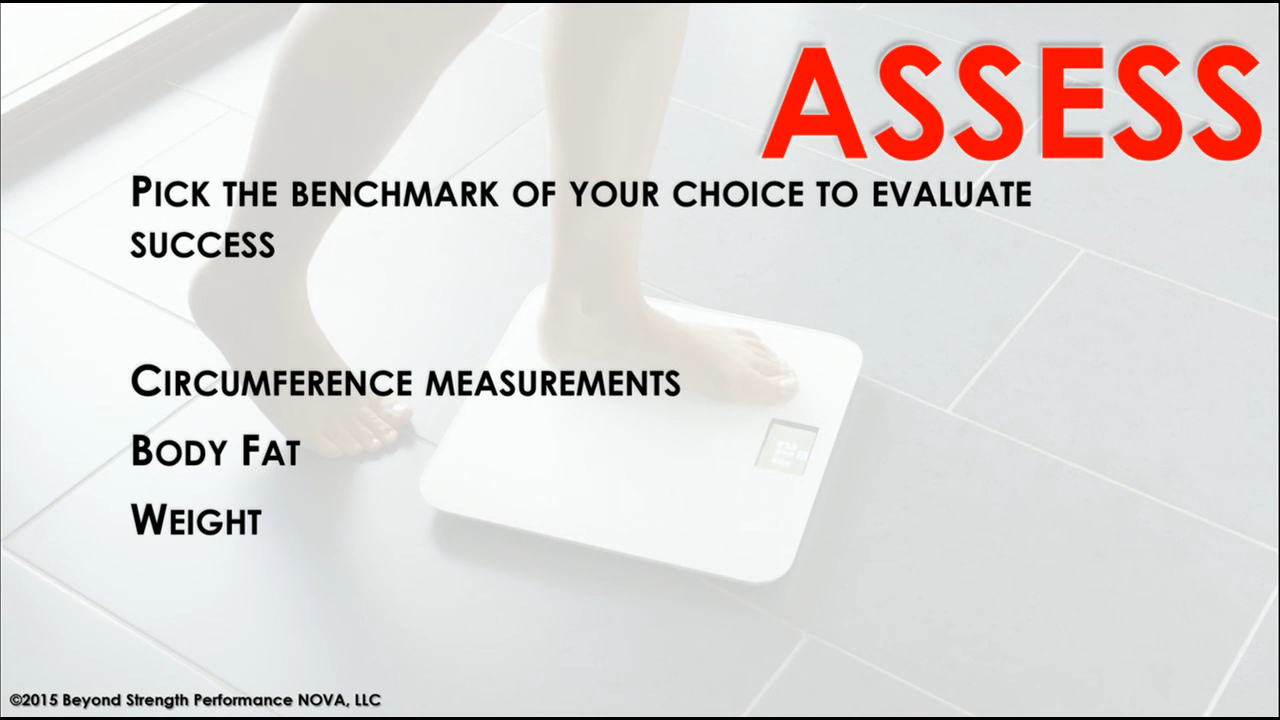 ASSESS
PICK THE BENCHMARK OF YOUR CHOICE TO EVALUATE
SUCCESS
CIRCUMFERENCE MEASUREMENTS
BODY FAT
WEIGHT
©2015 Beyond Strength Performance NOVA, LLC